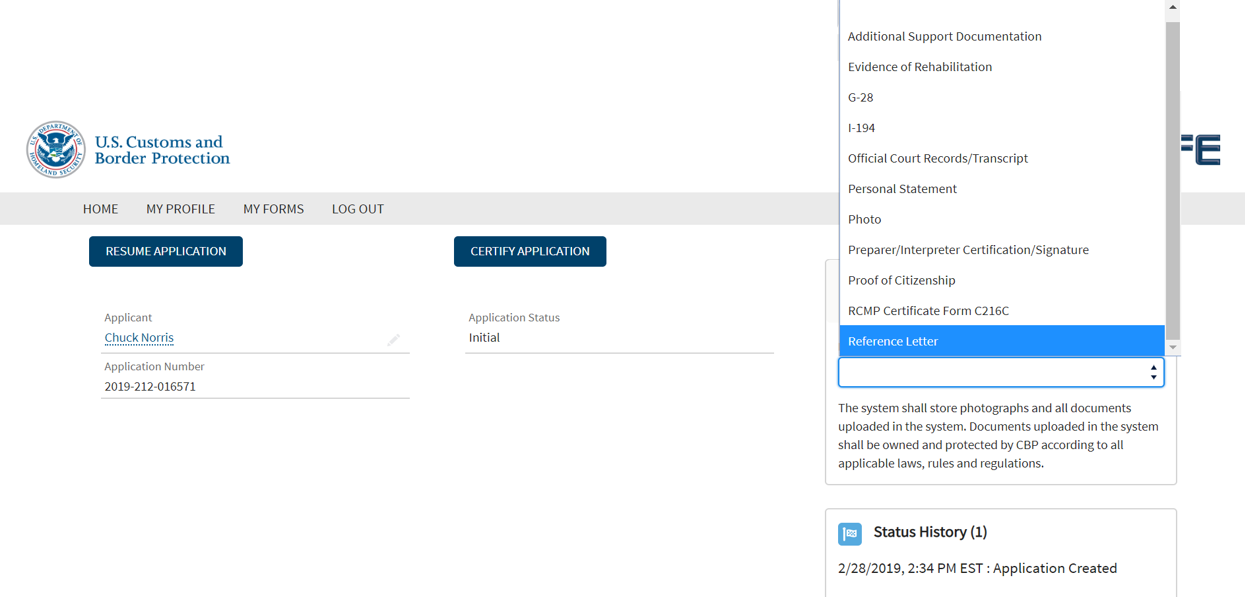 U.S. Customs and
Border Protection
FE
HOME MY PROFILE MY FORMS LOG OUT
RESUME APPLICATION
CERTIFY APPLICATION
Applicant
Chuck Norris
Application Number
2019-212-016571
Application Status
Initial
Additional Support Documentation
Evidence of Rehabilitation
G-28
I-194
Official Court Records/Transcript
Personal Statement
Photo
Preparer/Interpreter Certification/Signature
Proof of Citizenship
RCMP Certificate Form C216C
Reference Letter
The system shall store photographs and all documents
uploaded in the system. Documents uploaded in the system
shall be owned and protected by CBP according to all
applicable laws, rules and regulations.
Status History (1)
2/28/2019, 2:34 PM EST : Application Created